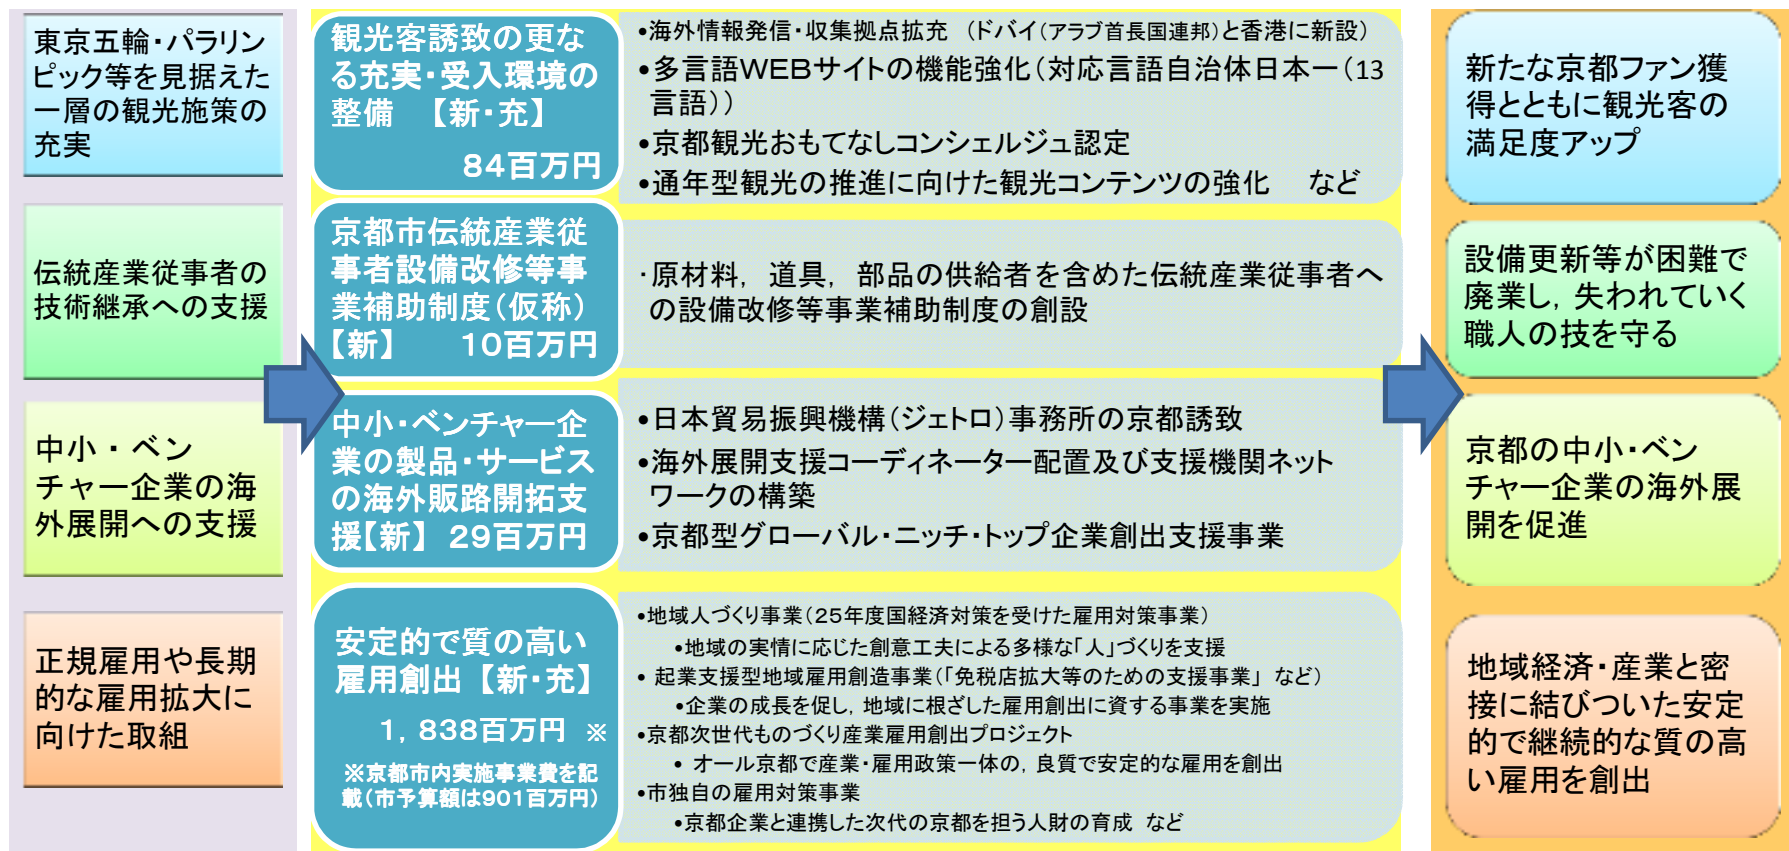 東京五輪・パラリン
ピック等を見据えた
一層の観光施策の
充実
観光客誘致の更な
る充実・受入環境の
整備　【新・充】
84百万円
•海外情報発信・収集拠点拡充　（ドバイ（アラブ首長国連邦）と香港に新設）
•多言語WEBサイトの機能強化（対応言語自治体日本一（13
言語））
•京都観光おもてなしコンシェルジュ認定
•通年型観光の推進に向けた観光コンテンツの強化　など
新たな京都ファン獲
得とともに観光客の
満足度アップ
伝統産業従事者の
技術継承への支援
京都市伝統産業従
事者設備改修等事
業補助制度（仮称）
【新】　10百万円
・原材料，道具，部品の供給者を含めた伝統産業従事者へ
の設備改修等事業補助制度の創設
設備更新等が困難で
廃業し，失われていく
職人の技を守る
中小・ベン
チャー企業の海
外展開への支援
中小・ベンチャー企
業の製品・サービス
の海外販路開拓支
援【新】 29百万円
•日本貿易振興機構（ジェトロ）事務所の京都誘致
•海外展開支援コーディネーター配置及び支援機関ネット
ワークの構築
•京都型グローバル・ニッチ・トップ企業創出支援事業
京都の中小・ベン
チャー企業の海外展
開を促進
正規雇用や長期
的な雇用拡大に
向けた取組
安定的で質の高い
雇用創出【新・充】
1，838百万円　※
※京都市内実施事業費を記
載（市予算額は901百万円）
•地域人づくり事業（25年度国経済対策を受けた雇用対策事業）
•地域の実情に応じた創意工夫による多様な「人」づくりを支援
• 起業支援型地域雇用創造事業（「免税店拡大等のための支援事業」 など）
•企業の成長を促し，地域に根ざした雇用創出に資する事業を実施
•京都次世代ものづくり産業雇用創出プロジェクト
• オール京都で産業・雇用政策一体の，良質で安定的な雇用を創出
•市独自の雇用対策事業
•京都企業と連携した次代の京都を担う人財の育成 など
地域経済・産業と密
接に結びついた安定
的で継続的な質の高
い雇用を創出